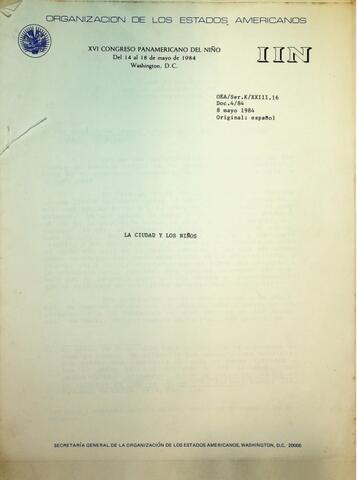 ORGANIZACION DE LOS ESTADOS AMERICANOS
XVI CONGRESO PANAMERICANO DEL NIÑO
Del 14 al 18 de mayo de 1984
Washington, D.C.
IIN
OEA/Ser.K/XXIII.16
Doc.4/84
8 mayo 1984
Original: español
LA CIUDAD Y LOS NIÑOS
SECRETARÍA GENERAL DE LA ORGANIZACIÓN DE LOS ESTADOS AMERICANOS, WASHINGTON, D.C. 20006